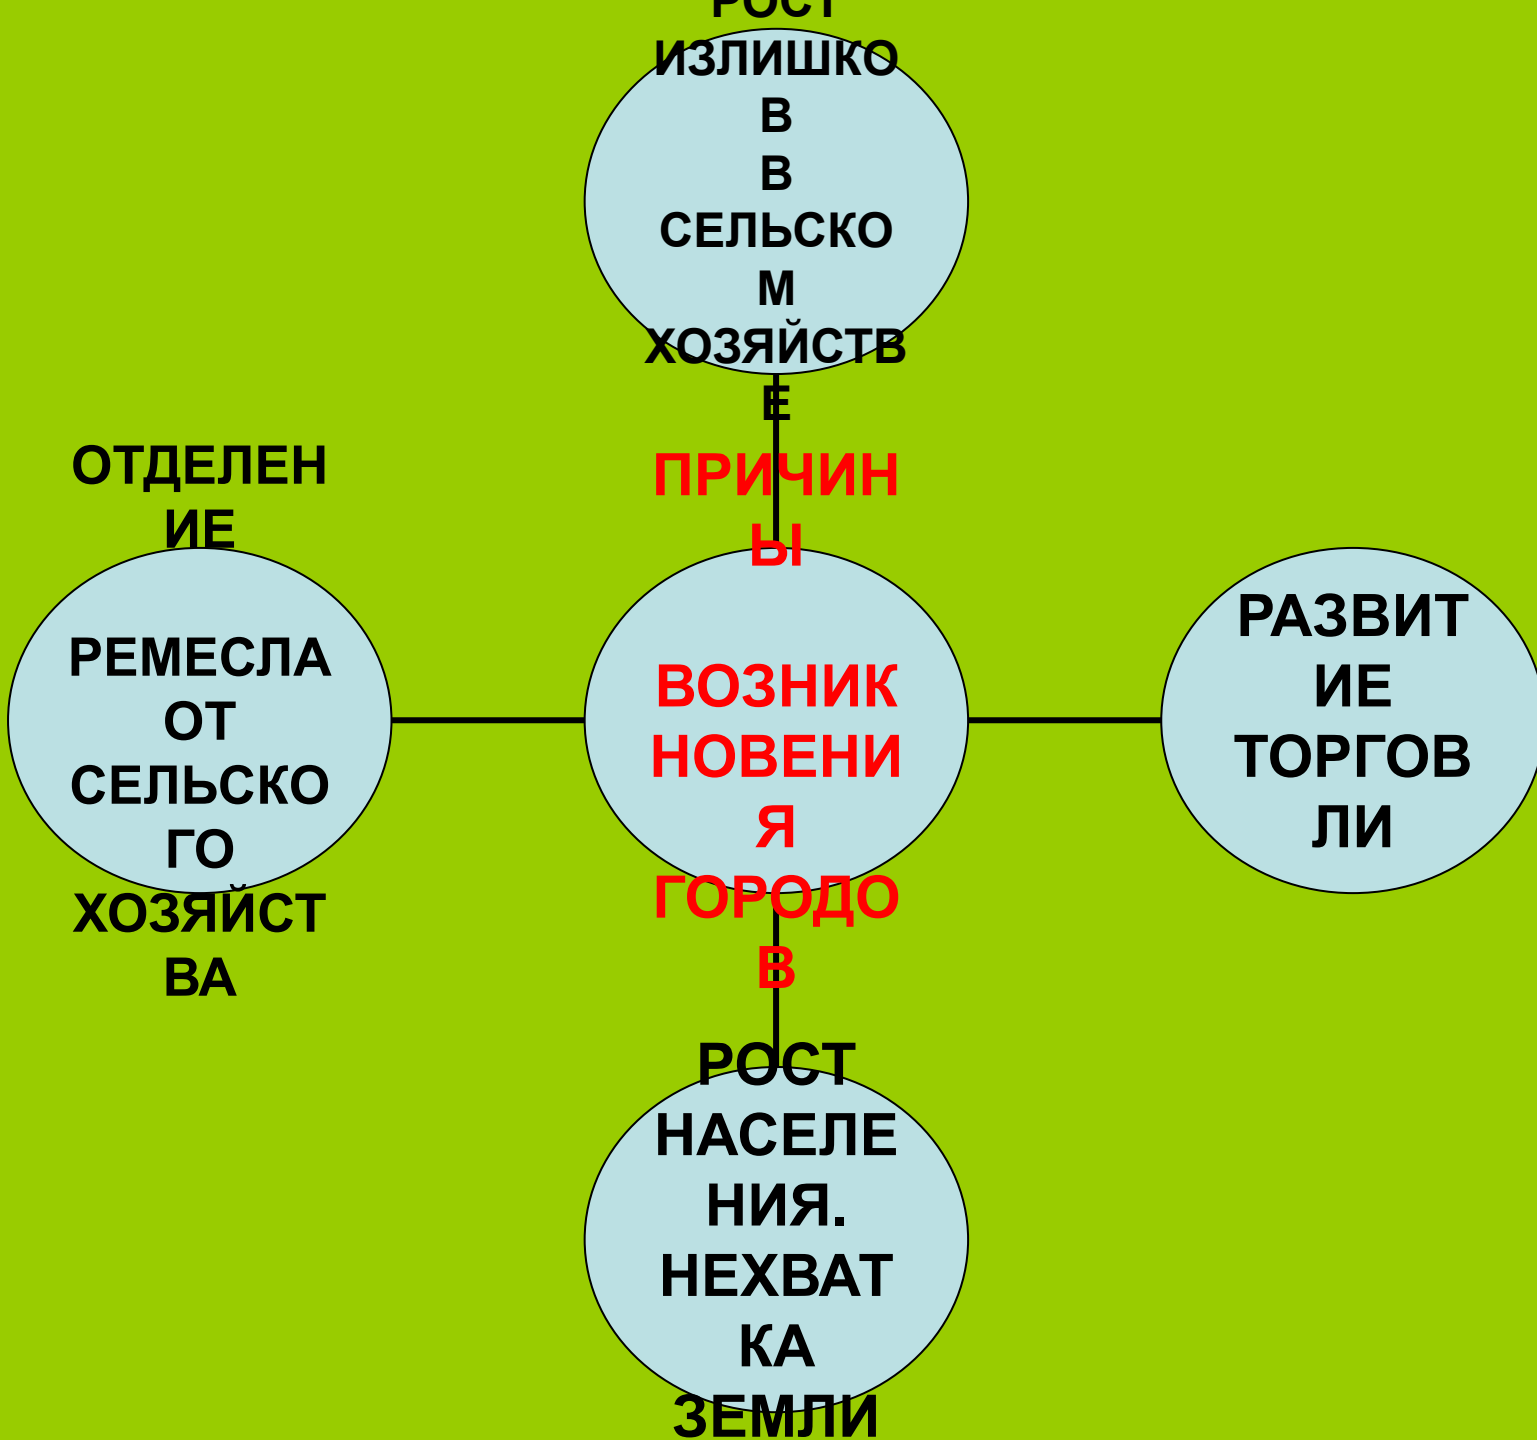 РОСТ
ИЗЛИШКО
В
В
СЕЛЬСКО
М
ХОЗЯЙСТВ
Е
ОТДЕЛЕН
ИЕ
РЕМЕСЛА
ОТ
СЕЛЬСКО
ГО
ХОЗЯЙСТ
ВА
ПРИЧИН
Ы
ВОЗНИК
НОВЕНИ
Я
ГОРОДО
В
РАЗВИТ
ИЕ
ТОРГОВ
ЛИ
РОСТ
НАСЕЛЕ
НИЯ.
НЕХВАТ
КА
ЗЕМЛИ